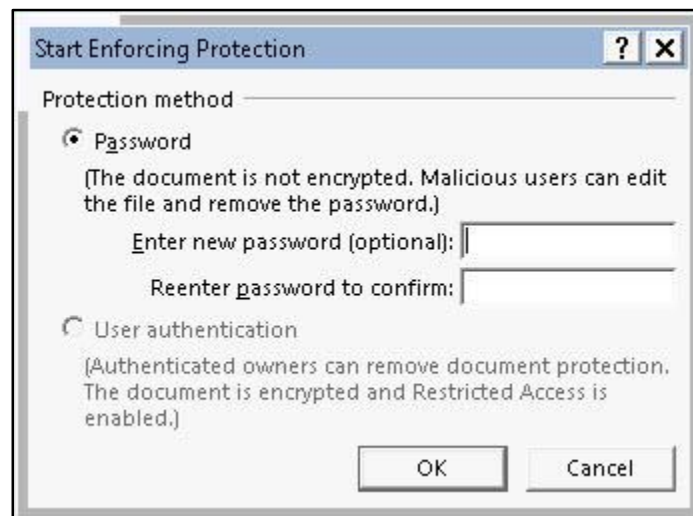 Start Enforcing Protection
Protection method
Password
(The document is not encrypted. Malicious users can edit
the file and remove the password.)
Enter new password (optional):
Reenter password to confirm:
User authentication
(Authenticated owners can remove document protection.
The document is encrypted and Restricted Access is
enabled.)
OK Cancel